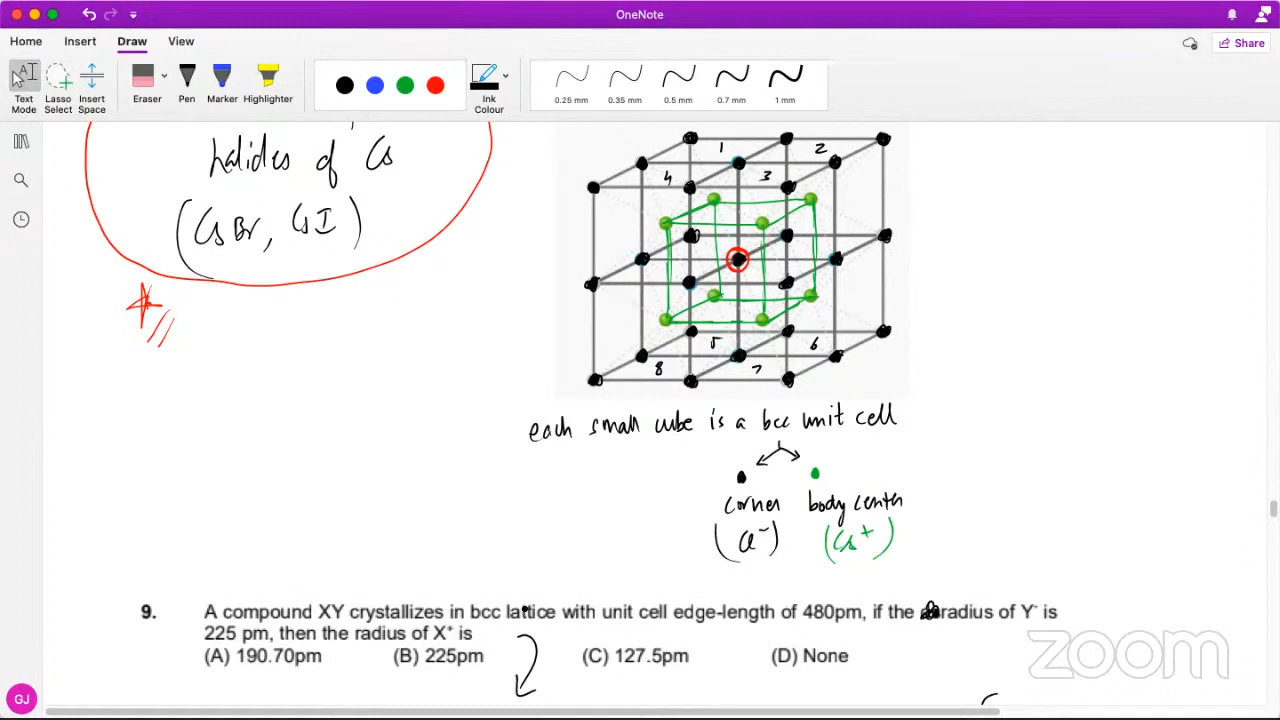 OneNote
Home Insert Draw View
Share
Text Mode
Lasso Select
Insert Space
Eraser
Pen
Marker
Highlighter
Ink Colour
0.25 mm 0.35 mm 0.5 mm 0.7 mm 1 mm
halides of Cs
(CsBr, CsI)
1 2
4 3
5 6
8 7
each small cube is a bcc unit cell
corner body center
(Cl⁻) (Cs⁺)
9. A compound XY crystallizes in bcc lattice with unit cell edge-length of 480pm, if the radius of Y⁻ is
225 pm, then the radius of X⁺ is
(A) 190.70pm (B) 225pm (C) 127.5pm (D) None
zoom
GJ